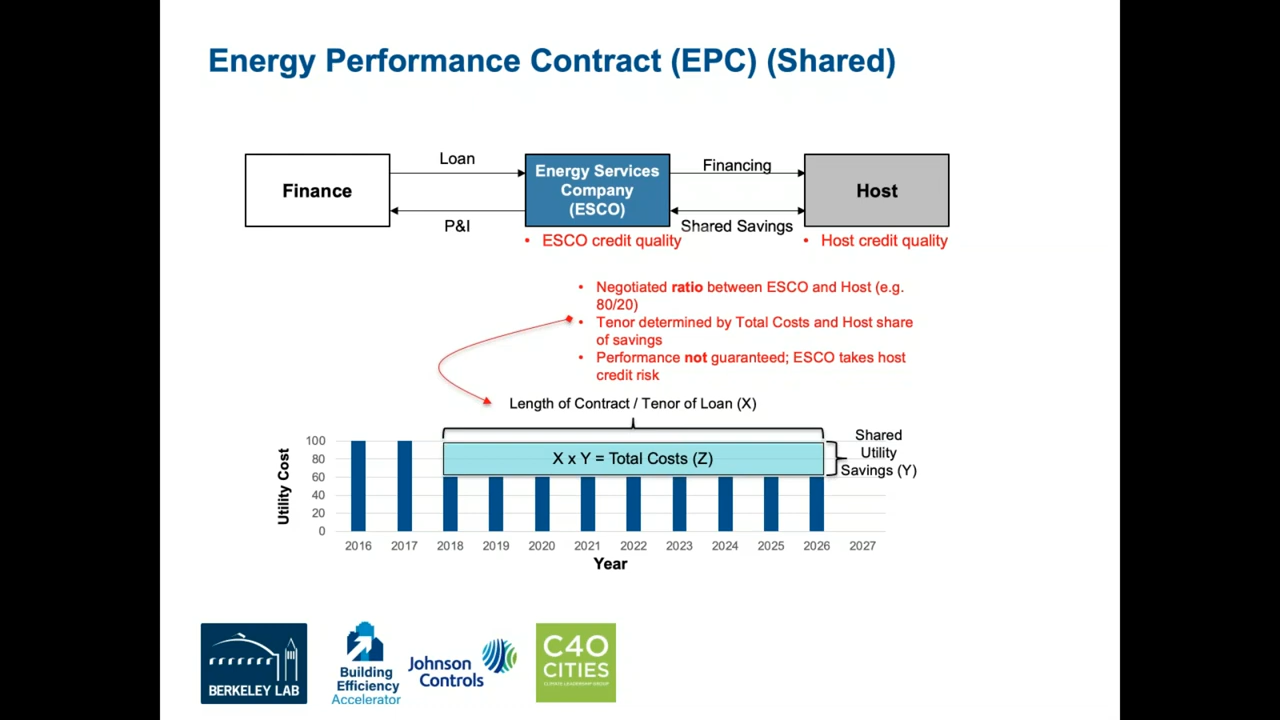 Energy Performance Contract (EPC) (Shared)
Finance
Loan
P&I
Energy Services
Company
(ESCO)
Financing
Shared Savings
Host
• ESCO credit quality
• Host credit quality
• Negotiated ratio between ESCO and Host (e.g.
80/20)
• Tenor determined by Total Costs and Host share
of savings
• Performance not guaranteed; ESCO takes host
credit risk
Length of Contract / Tenor of Loan (X)
X x Y = Total Costs (Z)
Shared
Utility
Savings (Y)
Utility Cost
100
80
60
40
20
0
2016 2017 2018 2019 2020 2021 2022 2023 2024 2025 2026 2027
Year
BERKELEY LAB
Building
Efficiency
Accelerator
Johnson
Controls
C40
CITIES
CLIMATE LEADERSHIP GROUP